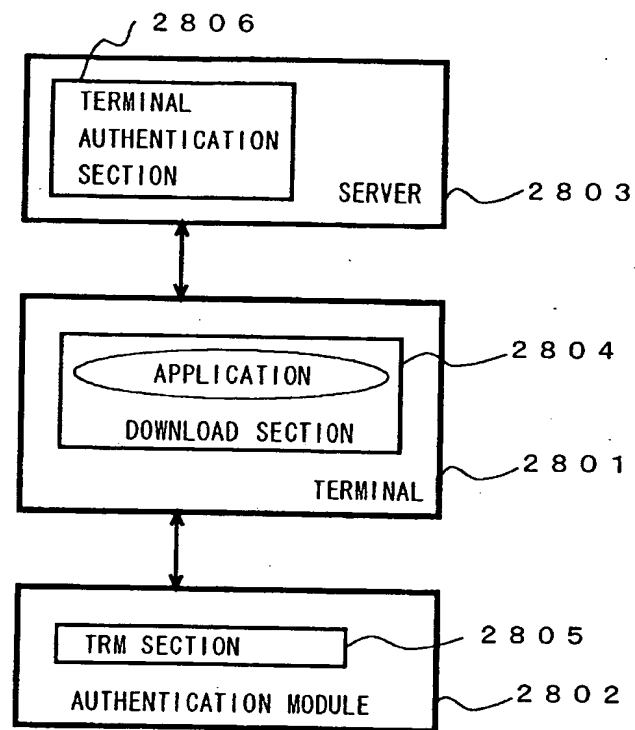 2806
TERMINAL
AUTHENTICATION
SECTION
SERVER
2803
2804
APPLICATION
DOWNLOAD SECTION
TERMINAL
2801
TRM SECTION
2805
AUTHENTICATION MODULE
2802